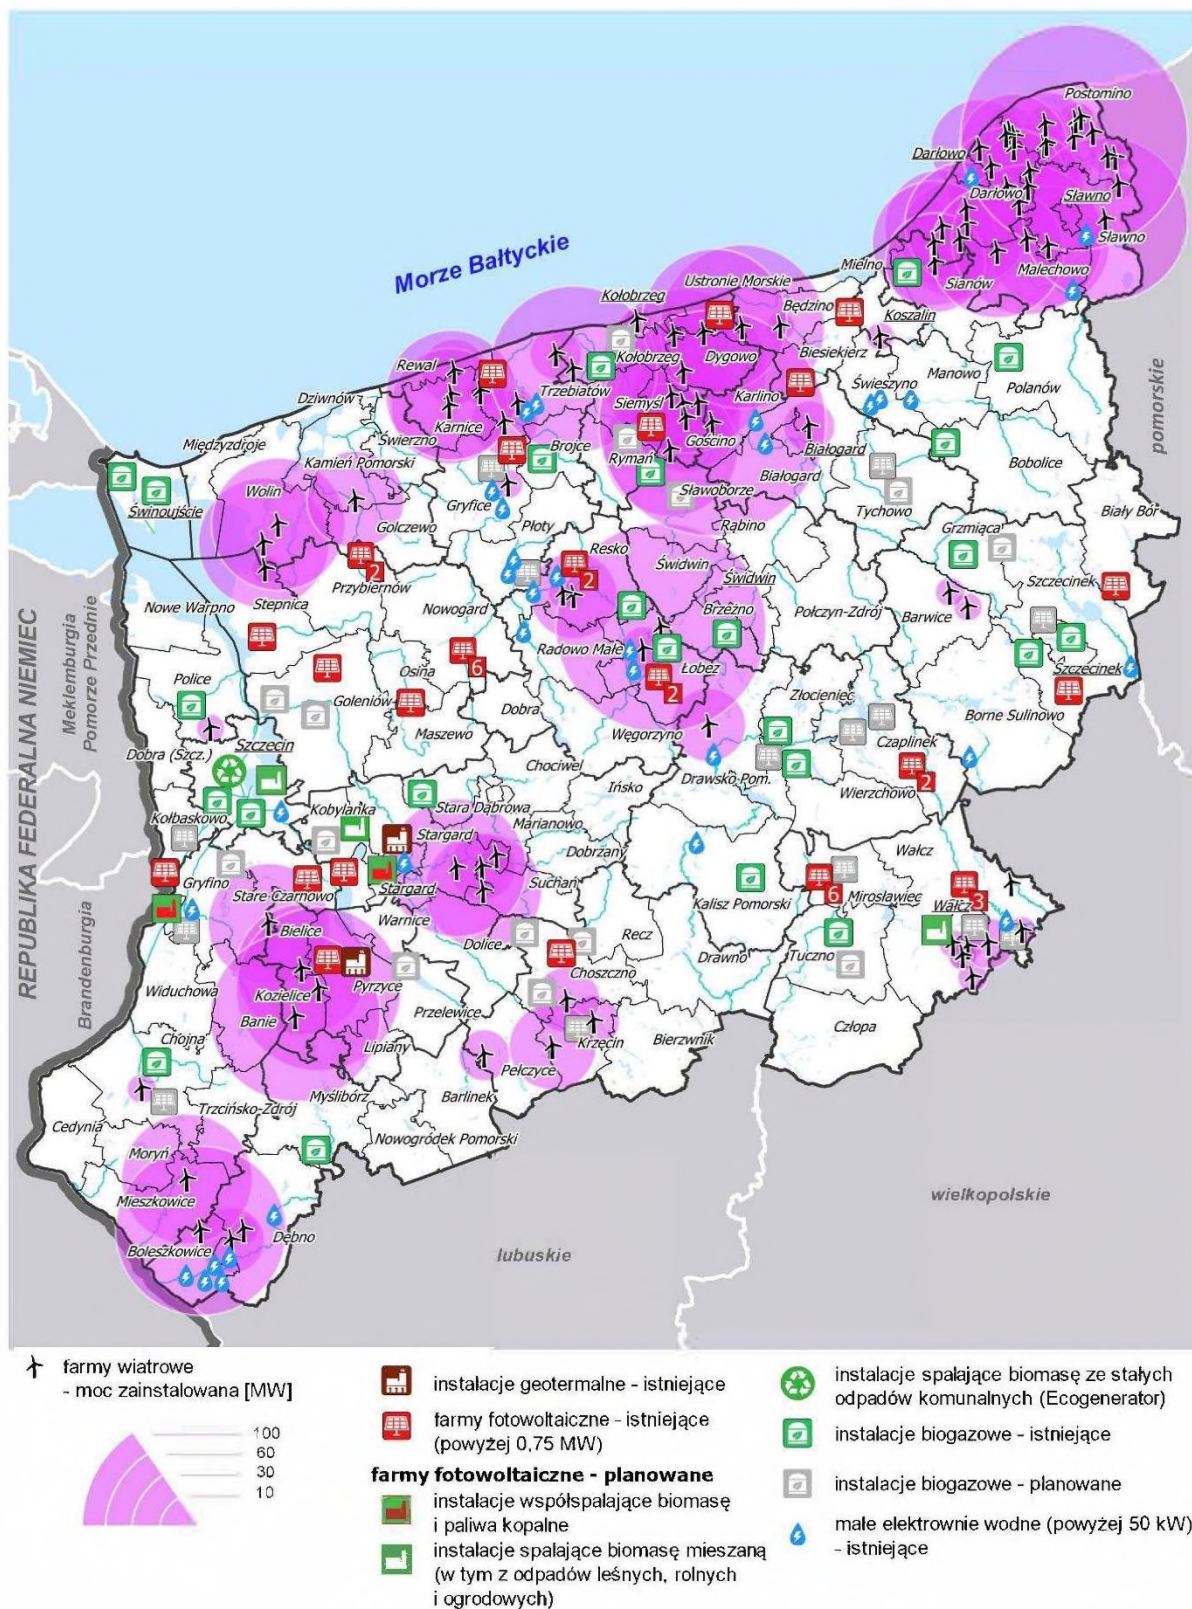 Postomino
Darłowo
Darłowo
Sławno
Sławno
Malechowo
Sianów
Mielno
Morze Bałtyckie
Ustronie Morskie
Kołobrzeg
Będzino
Koszalin
Kołobrzeg
Dygowo
Biesiekierz
Manowo
Polanów
pomorskie
Rewal
Trzebiatów
Świeszyno
Karlino
Siemyśl
Dziwnów
Karnice
Gościno
Białogard
Świerzno
Brojce
Rymań
Międzyzdroje
Kamień Pomorski
Białogard
Bobolice
Wolin
Sławoborze
Tychowo
Świnoujście
Gryfice
Golczewo
Płoty
Rąbino
Grzmiąca
Biały Bór
Resko
Świdwin
Świdwin
Szczecinek
2
2
Przybiernów
Nowe Warpno
Stepnica
Nowogard
Brzeżno
Połczyn-Zdrój
Barwice
REPUBLIKA FEDERALNA NIEMIEC
Meklemburgia
Pomorze Przednie
Radowo Małe
Łobez
Osina
6
2
Szczecinek
Police
Goleniów
Dobra
Złocieniec
Borne Sulinowo
Maszewo
Węgorzyno
Szczecin
Dobra (Szcz.)
Czaplinek
Chociwel
Drawsko Pom.
Ińsko
2
Wierzchowo
Kołbaskowo
Kobylanka
Stara Dąbrowa
Marianowo
Stargard
Dobrzany
Wałcz
Gryfino
Stargard
Suchań
Stare Czarnowo
Kalisz Pomorski
6
Mirosławiec
3
Wałcz
Brandenburgia
Warnice
Bielice
Dolice
Recz
Drawno
Tuczno
Choszczno
Widuchowa
Kozielice
Pyrzyce
Banie
Przelewice
Człopa
Chojna
Lipiany
Krzęcin
Bierzwnik
Pełczyce
Myślibórz
Barlinek
Cedynia
Trzcińsko-Zdrój
Nowogródek Pomorski
Moryń
Mieszkowice
wielkopolskie
Boleszkowice
Dębno
lubuskie
farmy wiatrowe
- moc zainstalowana [MW]
100
60
30
10
instalacje geotermalne - istniejące
farmy fotowoltaiczne - istniejące
(powyżej 0,75 MW)
farmy fotowoltaiczne - planowane
instalacje współspalające biomasę
i paliwa kopalne
instalacje spalające biomasę mieszaną
(w tym z odpadów leśnych, rolnych
i ogrodowych)
instalacje spalające biomasę ze stałych
odpadów komunalnych (Ecogenerator)
instalacje biogazowe - istniejące
instalacje biogazowe - planowane
małe elektrownie wodne (powyżej 50 kW)
- istniejące